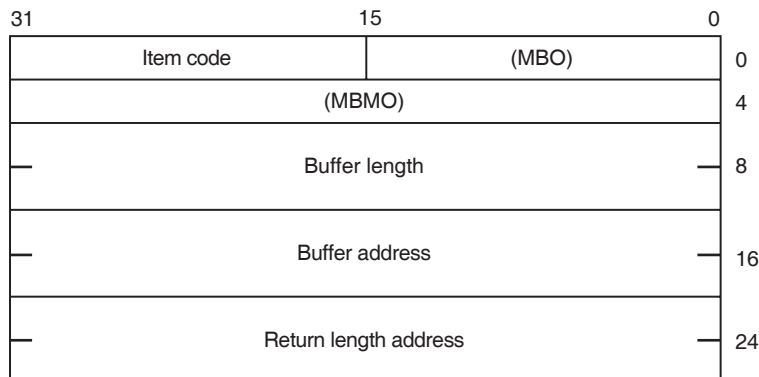 31 15 0
Item code (MBO) 0
(MBMO) 4
Buffer length 8
Buffer address 16
Return length address 24